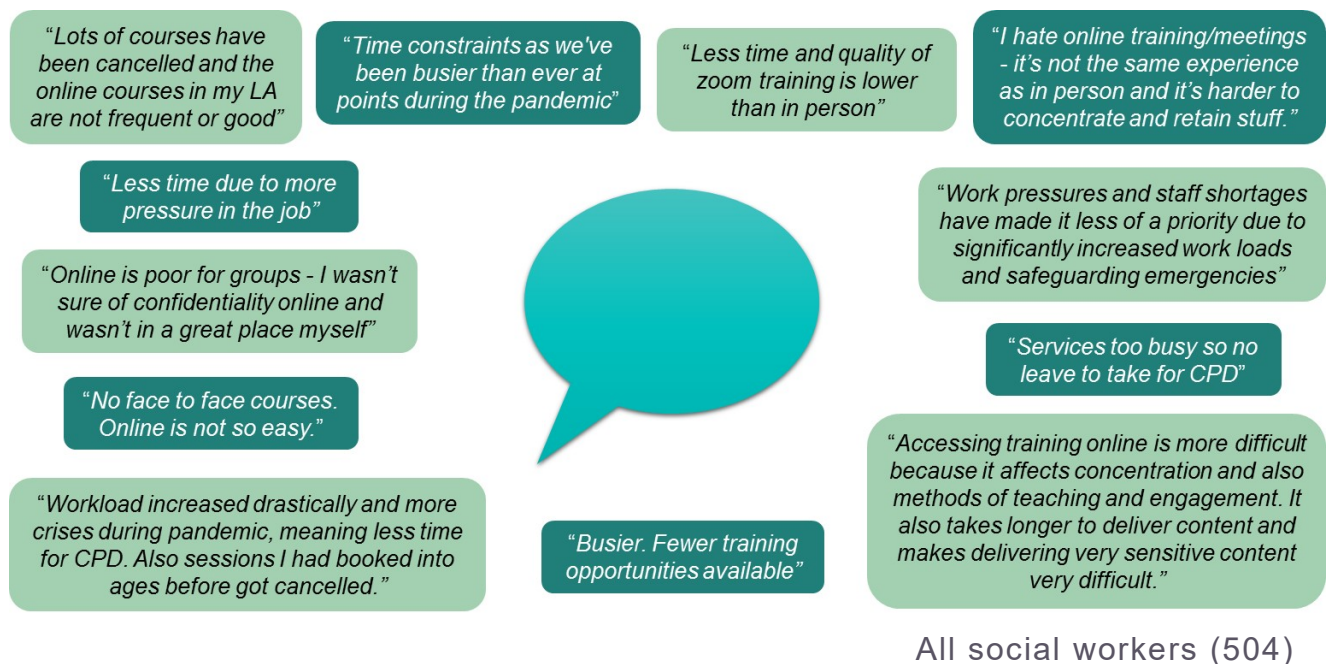 “Lots of courses have
been cancelled and the
online courses in my LA
are not frequent or good”
“Time constraints as we've
been busier than ever at
points during the pandemic”
“Less time and quality of
zoom training is lower
than in person”
“I hate online training/meetings
- it’s not the same experience
as in person and it’s harder to
concentrate and retain stuff.”
“Less time due to more
pressure in the job”
“Work pressures and staff shortages
have made it less of a priority due to
significantly increased work loads
and safeguarding emergencies”
“Online is poor for groups - I wasn’t
sure of confidentiality online and
wasn’t in a great place myself”
“Services too busy so no
leave to take for CPD”
“No face to face courses.
Online is not so easy.”
“Accessing training online is more difficult
because it affects concentration and also
methods of teaching and engagement. It
also takes longer to deliver content and
makes delivering very sensitive content
very difficult.”
“Workload increased drastically and more
crises during pandemic, meaning less time
for CPD. Also sessions I had booked into
ages before got cancelled.”
“Busier. Fewer training
opportunities available”
All social workers (504)